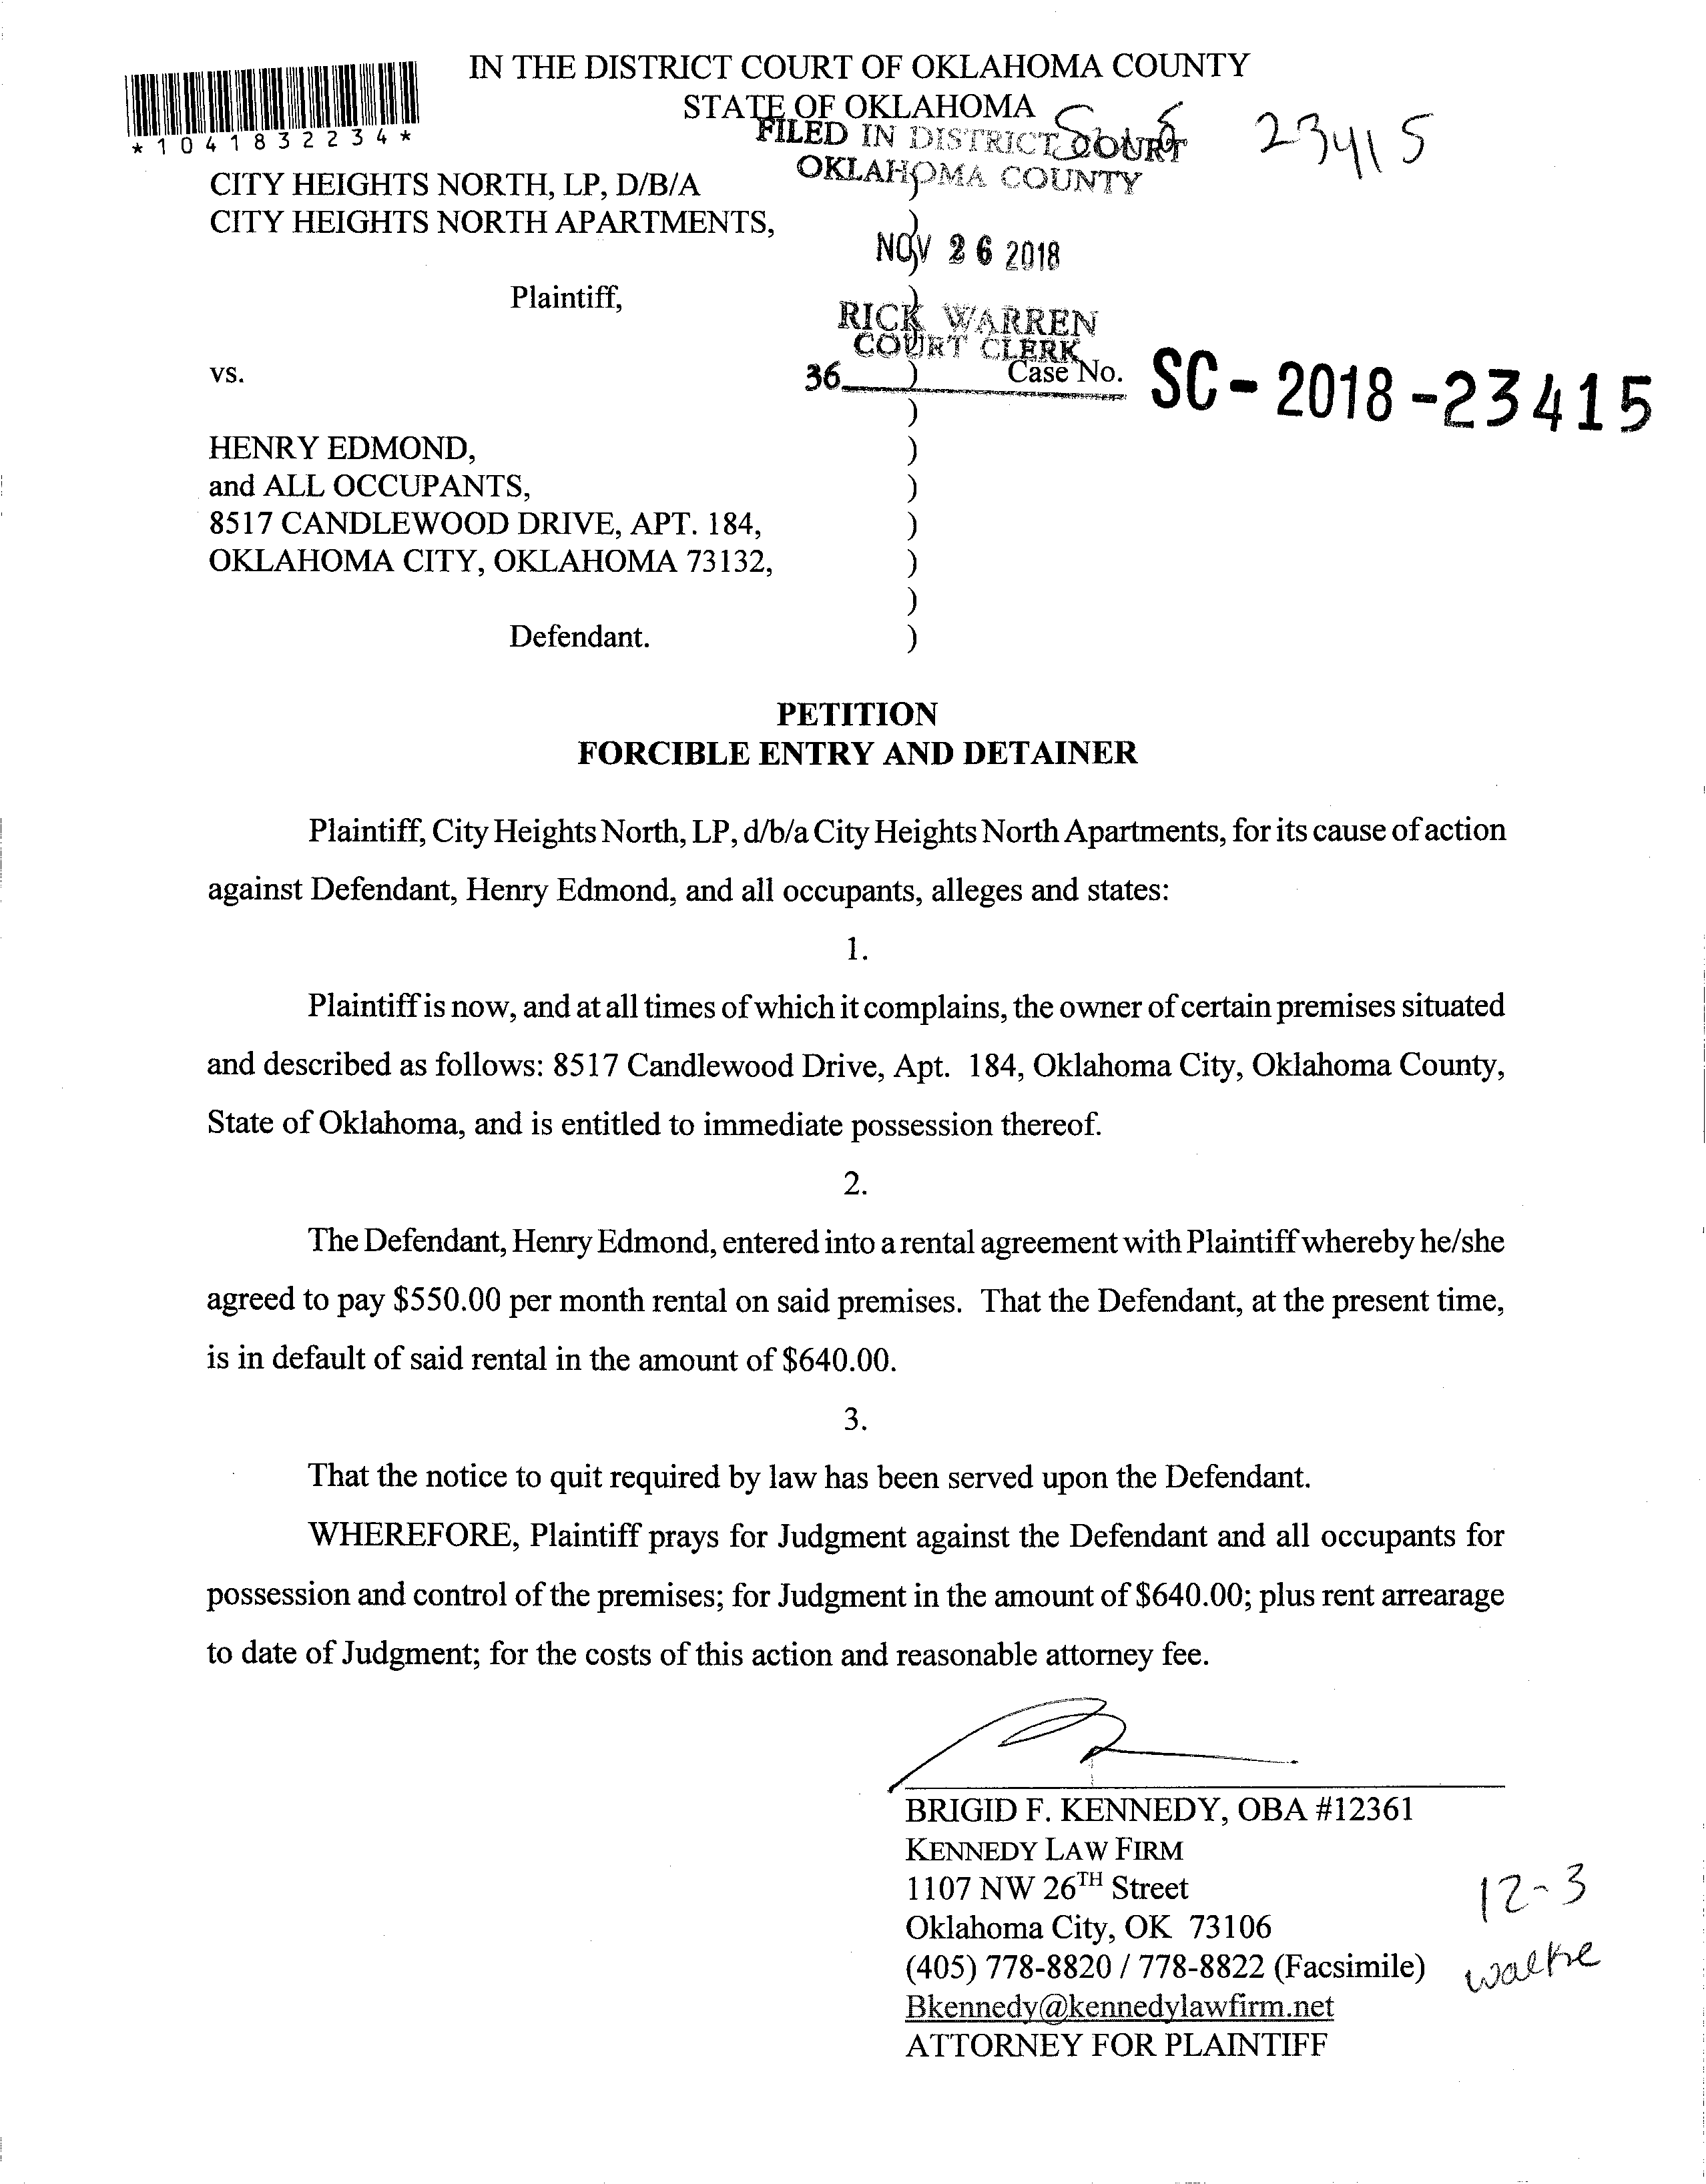 IN THE DISTRICT COURT OF OKLAHOMA COUNTY
STATE OF OKLAHOMA
*1041832234*
FILED IN DISTRICT COURT
OKLAHOMA COUNTY
23415
CITY HEIGHTS NORTH, LP, D/B/A
CITY HEIGHTS NORTH APARTMENTS,
)
)
NOV 26 2018
Plaintiff,
)
RICK WARREN
COURT CLERK
vs.
36
)
Case No. SC-2018-23415
)
HENRY EDMOND,
)
and ALL OCCUPANTS,
)
8517 CANDLEWOOD DRIVE, APT. 184,
)
OKLAHOMA CITY, OKLAHOMA 73132,
)
)
Defendant.
)
PETITION
FORCIBLE ENTRY AND DETAINER
Plaintiff, City Heights North, LP, d/b/a City Heights North Apartments, for its cause of action
against Defendant, Henry Edmond, and all occupants, alleges and states:
1.
Plaintiff is now, and at all times of which it complains, the owner of certain premises situated
and described as follows: 8517 Candlewood Drive, Apt. 184, Oklahoma City, Oklahoma County,
State of Oklahoma, and is entitled to immediate possession thereof.
2.
The Defendant, Henry Edmond, entered into a rental agreement with Plaintiff whereby he/she
agreed to pay $550.00 per month rental on said premises. That the Defendant, at the present time,
is in default of said rental in the amount of $640.00.
3.
That the notice to quit required by law has been served upon the Defendant.
WHEREFORE, Plaintiff prays for Judgment against the Defendant and all occupants for
possession and control of the premises; for Judgment in the amount of $640.00; plus rent arrearage
to date of Judgment; for the costs of this action and reasonable attorney fee.
BRIGID F. KENNEDY, OBA #12361
KENNEDY LAW FIRM
1107 NW 26TH Street
Oklahoma City, OK 73106
(405) 778-8820 / 778-8822 (Facsimile)
Bkennedy@kennedylawfirm.net
ATTORNEY FOR PLAINTIFF
12-3